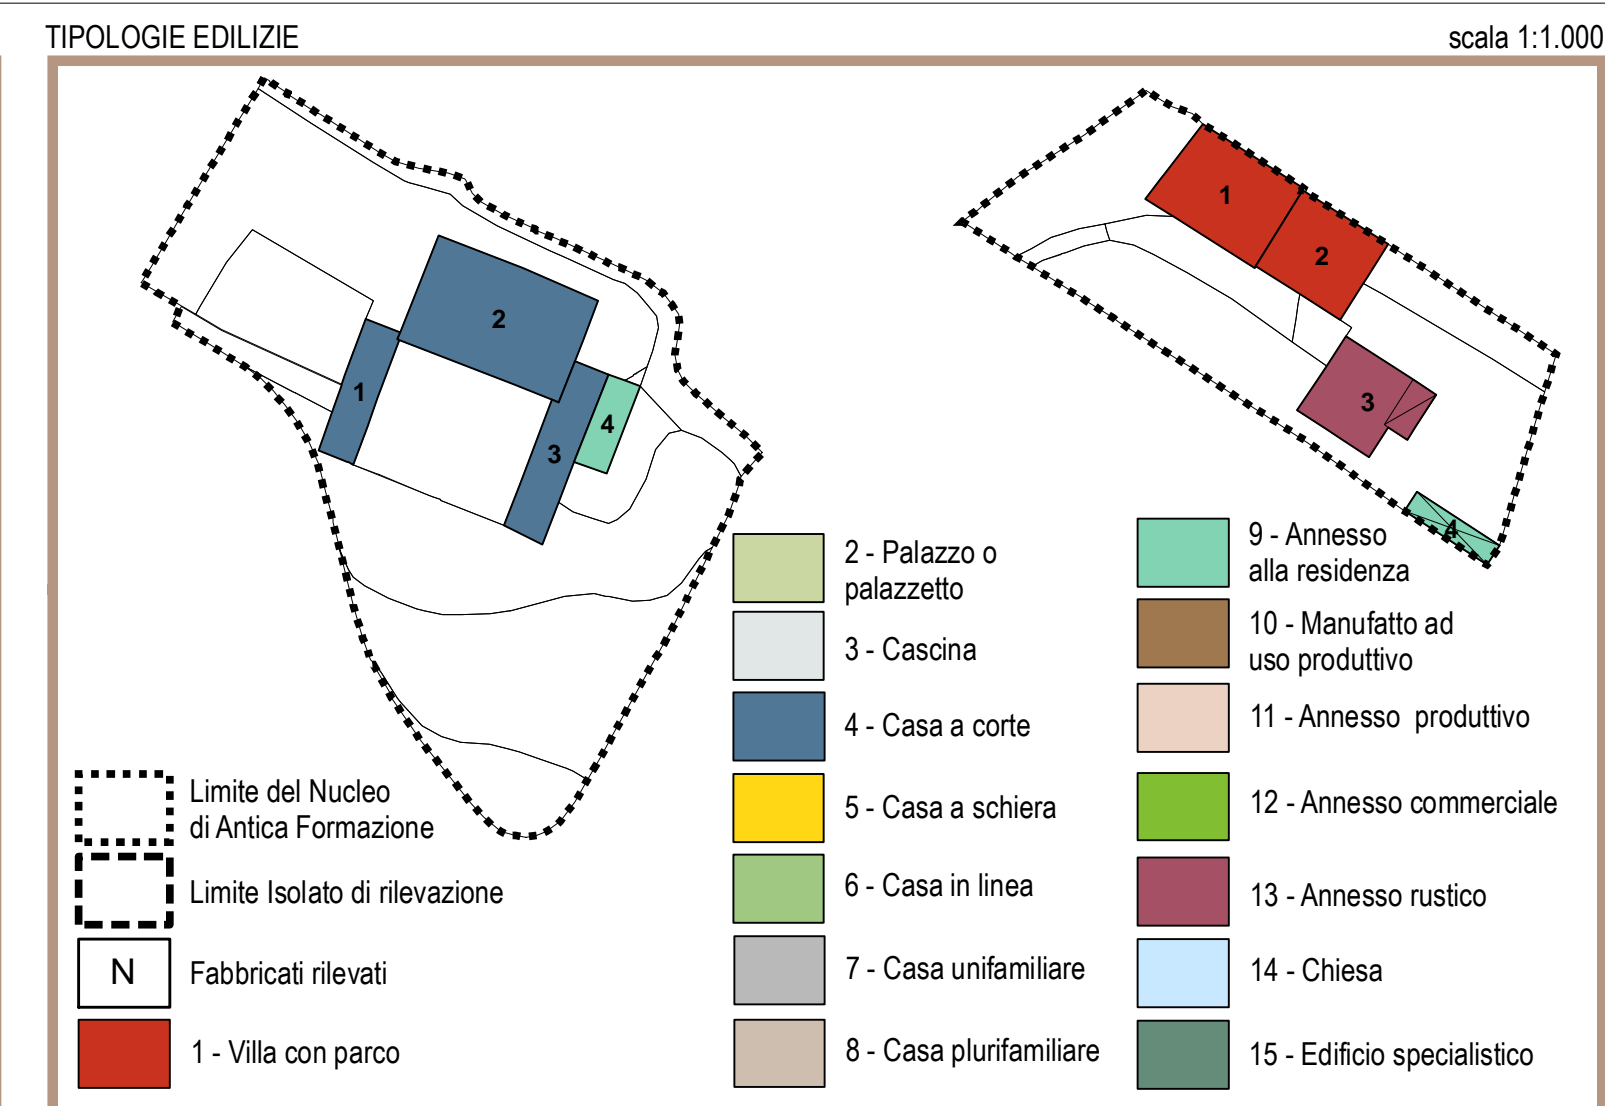 TIPOLOGIE EDILIZIE
scala 1:1.000
1
2
3
4
1
2
3
4
Limite del Nucleo
di Antica Formazione
Limite Isolato di rilevazione
N
Fabbricati rilevati
1 - Villa con parco
2 - Palazzo o
palazzetto
3 - Cascina
4 - Casa a corte
5 - Casa a schiera
6 - Casa in linea
7 - Casa unifamiliare
8 - Casa plurifamiliare
9 - Annesso
alla residenza
10 - Manufatto ad
uso produttivo
11 - Annesso produttivo
12 - Annesso commerciale
13 - Annesso rustico
14 - Chiesa
15 - Edificio specialistico